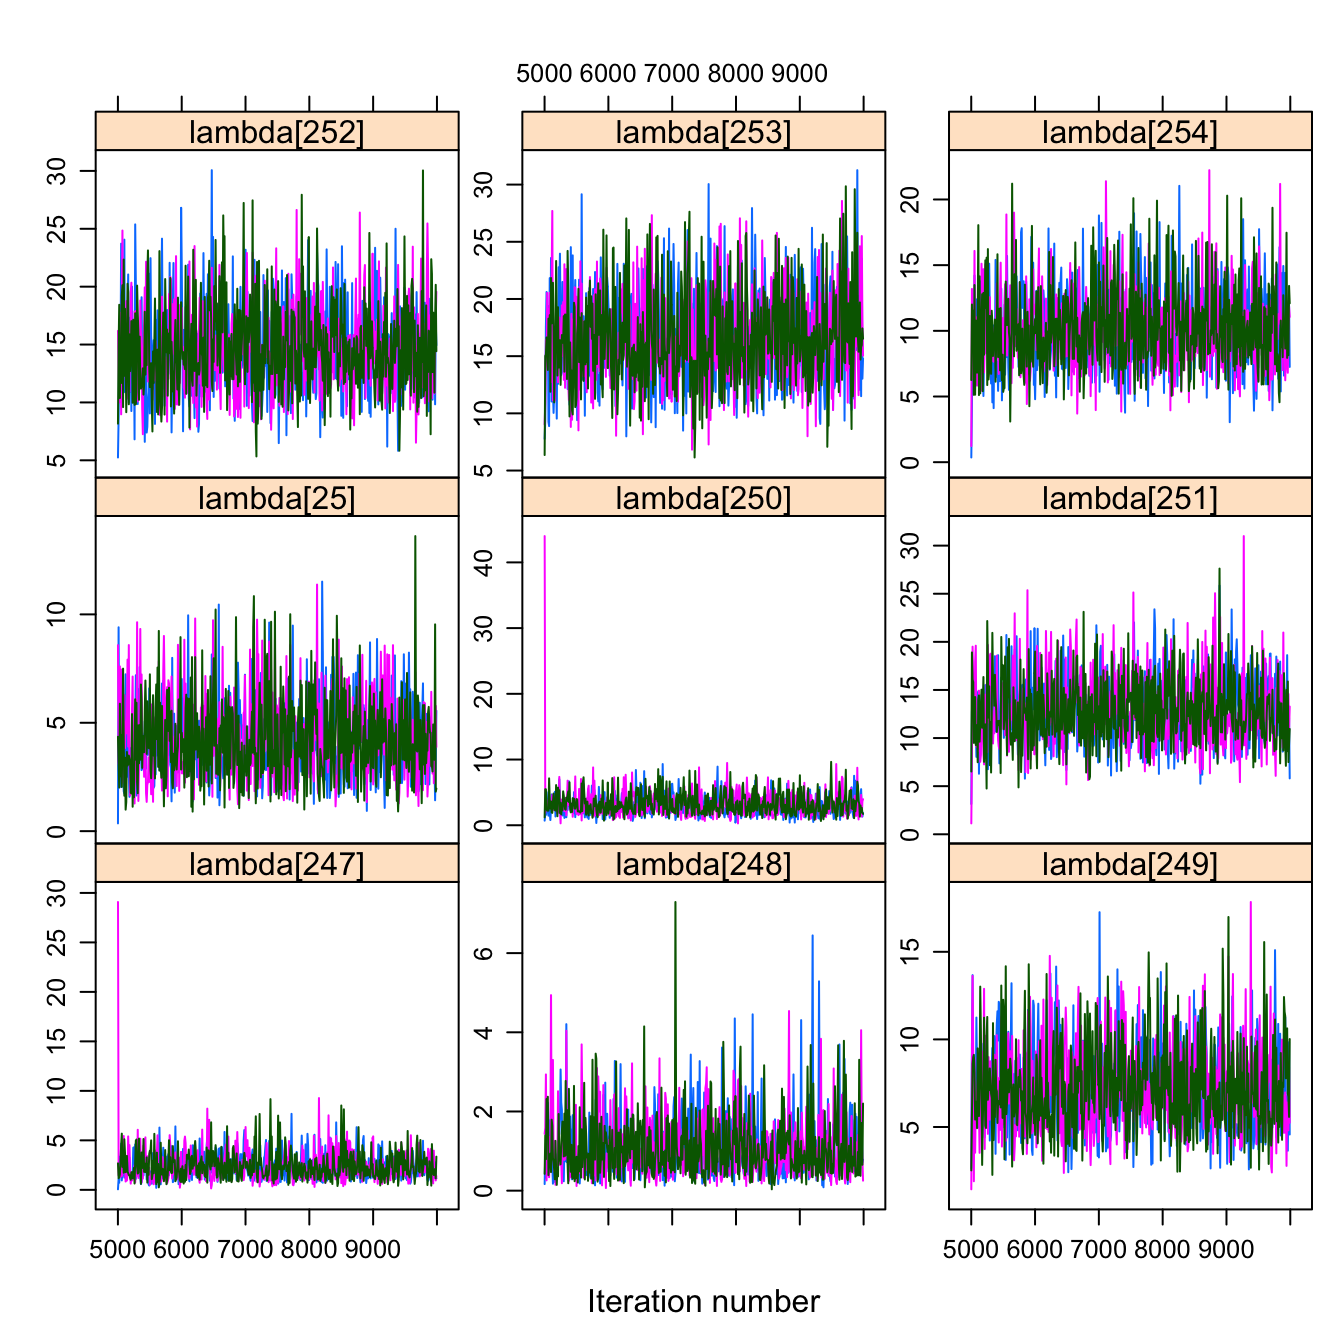 5000 6000 7000 8000 9000
lambda[252] lambda[253] lambda[254]
30 25 20 15 10 5
30 25 20 15 10 5
20 15 10 5 0
lambda[25] lambda[250] lambda[251]
10 5 0
40 30 20 10 0
30 25 20 15 10 5 0
lambda[247] lambda[248] lambda[249]
30 25 20 15 10 5 0
6 4 2 0
15 10 5
5000 6000 7000 8000 9000 5000 6000 7000 8000 9000
Iteration number